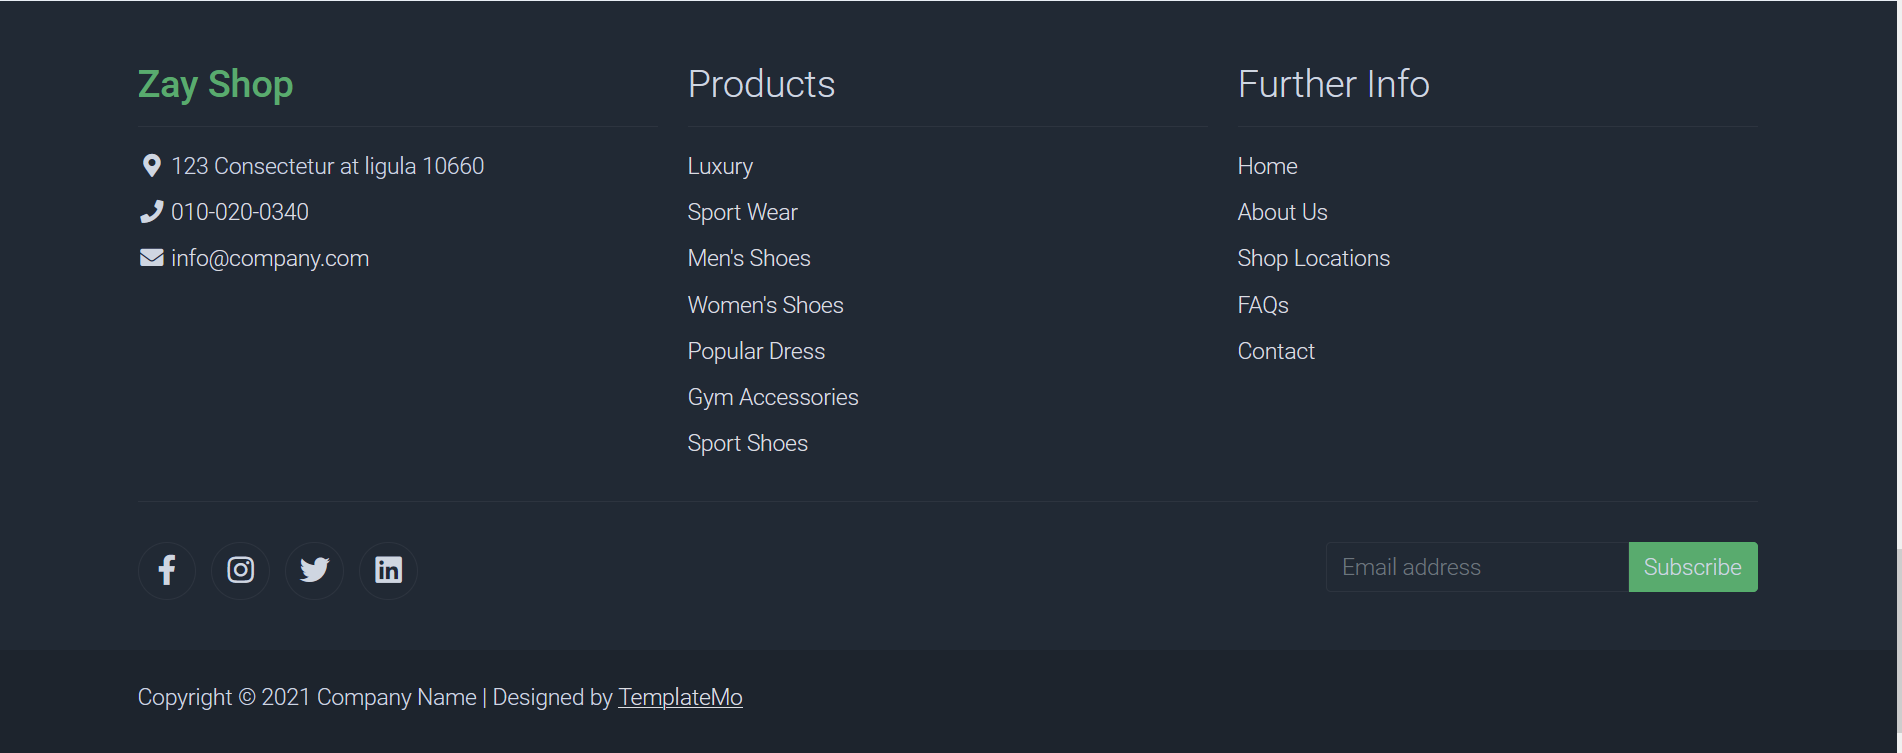 Zay Shop
123 Consectetur at ligula 10660
010-020-0340
info@company.com
Products
Luxury
Sport Wear
Men's Shoes
Women's Shoes
Popular Dress
Gym Accessories
Sport Shoes
Further Info
Home
About Us
Shop Locations
FAQs
Contact
Email address
Subscribe
Copyright © 2021 Company Name | Designed by TemplateMo